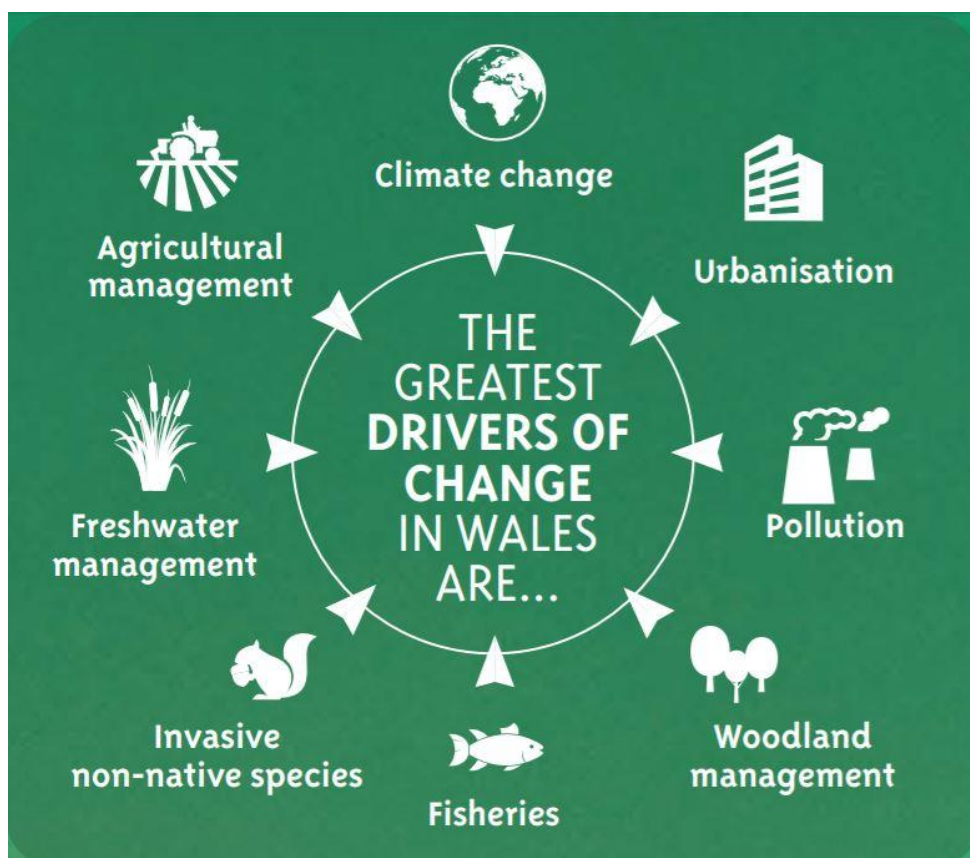 Climate change
Urbanisation
Pollution
Woodland
management
Fisheries
Invasive
non-native species
Freshwater
management
Agricultural
management
THE
GREATEST
DRIVERS OF
CHANGE
IN WALES
ARE...